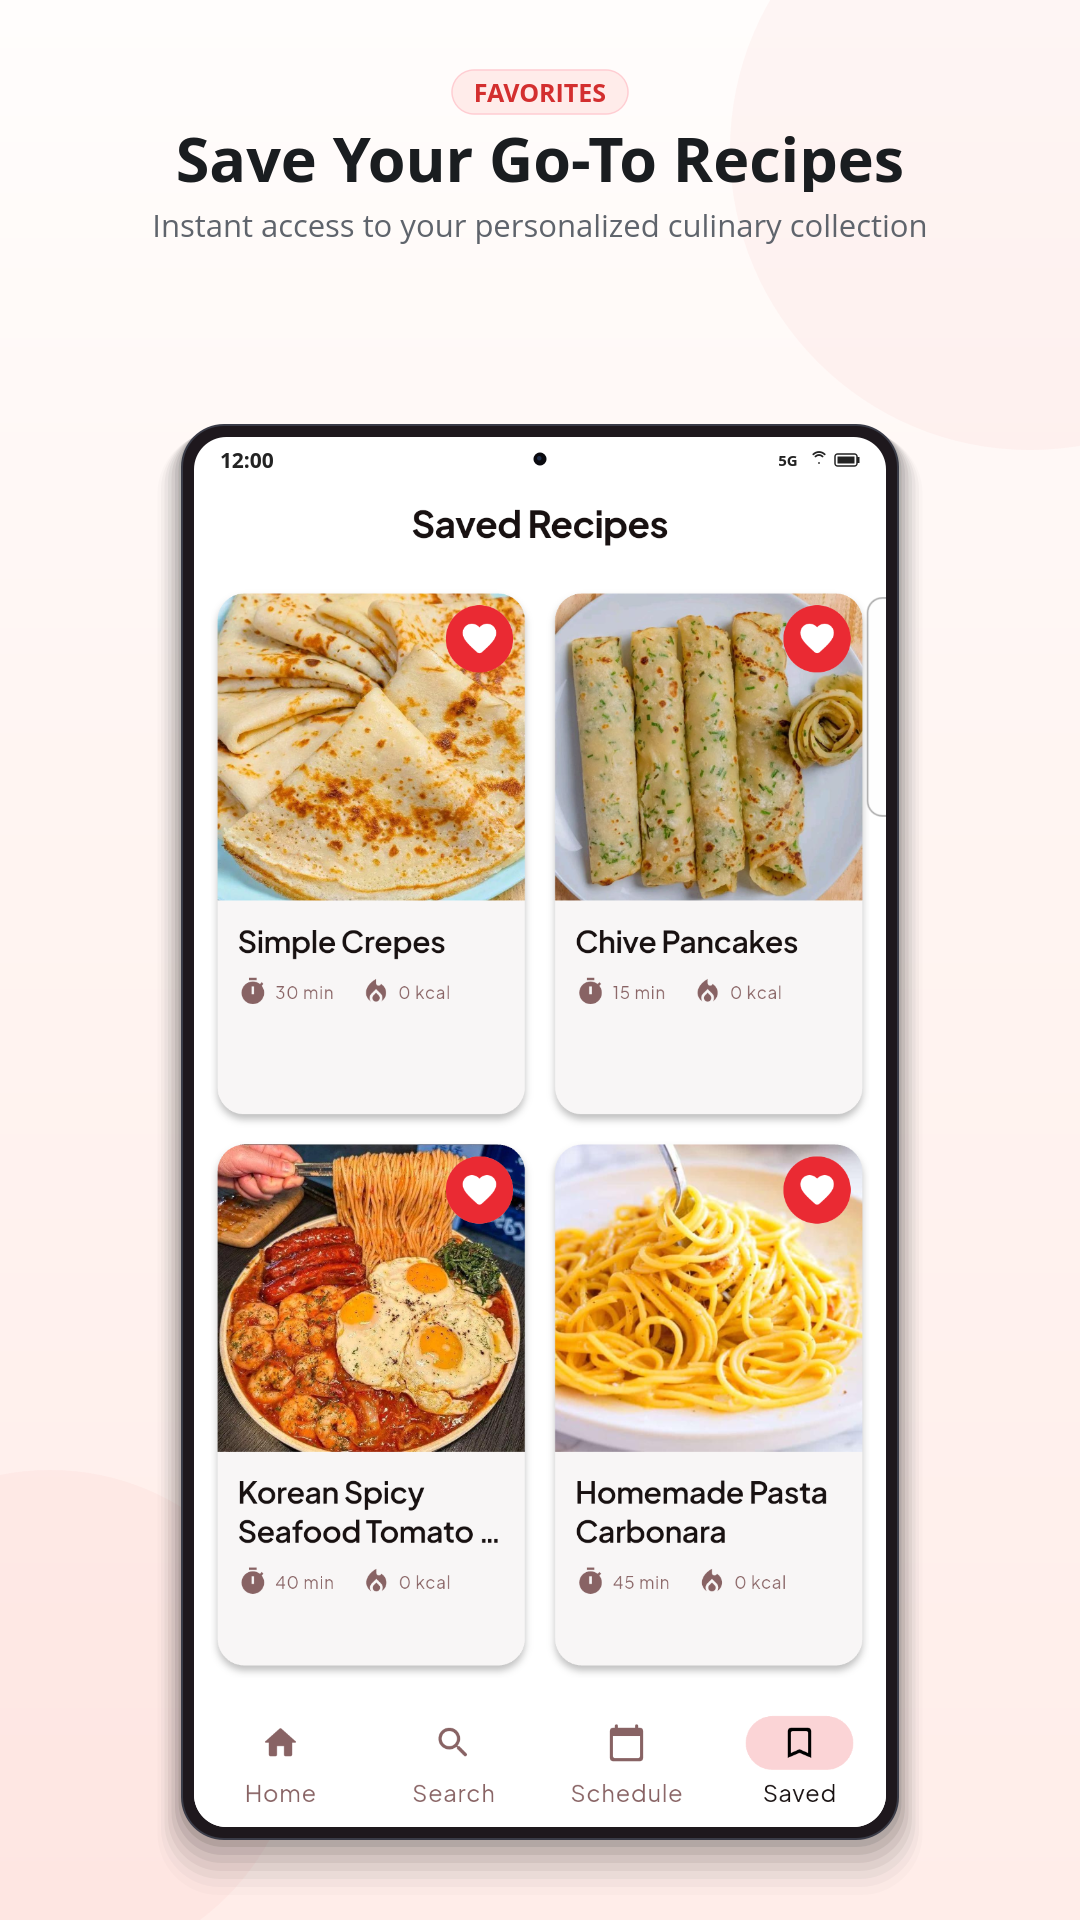 FAVORITES
Save Your Go-To Recipes
Instant access to your personalized culinary collection
12:00
5G
Saved Recipes
Simple Crepes
30 min 0 kcal
Chive Pancakes
15 min 0 kcal
Korean Spicy
Seafood Tomato ...
40 min 0 kcal
Homemade Pasta
Carbonara
45 min 0 kcal
Home
Search
Schedule
Saved